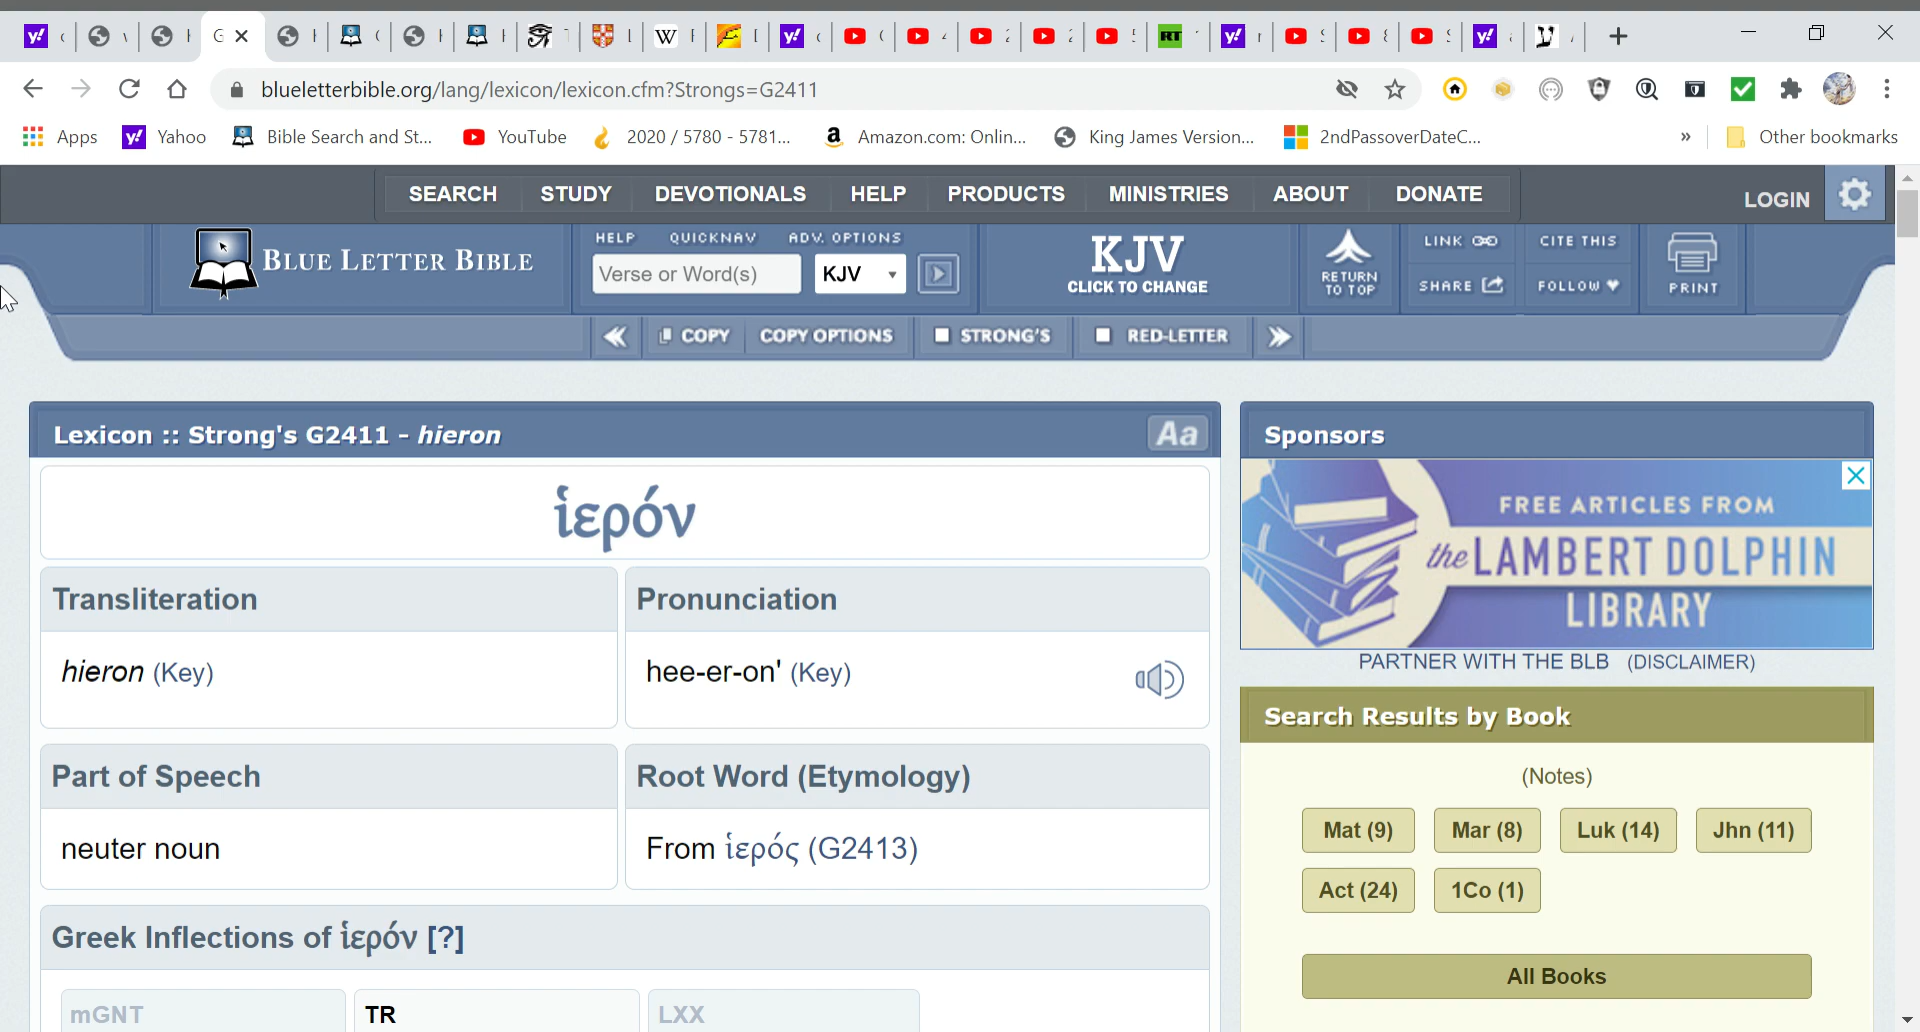 blueletterbible.org/lang/lexicon/lexicon.cfm?Strongs=G2411
Apps Yahoo Bible Search and St... YouTube 2020 / 5780 - 5781... Amazon.com: Onlin... King James Version... 2ndPassoverDateC... » Other bookmarks
SEARCH STUDY DEVOTIONALS HELP PRODUCTS MINISTRIES ABOUT DONATE LOGIN
BLUE LETTER BIBLE
HELP QUICKNAV ADV. OPTIONS
Verse or Word(s) KJV
KJV
CLICK TO CHANGE
RETURN
TO TOP
LINK CITE THIS
SHARE FOLLOW
PRINT
COPY COPY OPTIONS STRONG'S RED-LETTER
Lexicon :: Strong's G2411 - hieron Aa
ἱερόν
Transliteration
hieron (Key)
Pronunciation
hee-er-on' (Key)
Part of Speech
neuter noun
Root Word (Etymology)
From ἱερός (G2413)
Greek Inflections of ἱερόν [?]
mGNT TR LXX
Sponsors
FREE ARTICLES FROM
the LAMBERT DOLPHIN
LIBRARY
PARTNER WITH THE BLB (DISCLAIMER)
Search Results by Book
(Notes)
Mat (9) Mar (8) Luk (14) Jhn (11)
Act (24) 1Co (1)
All Books